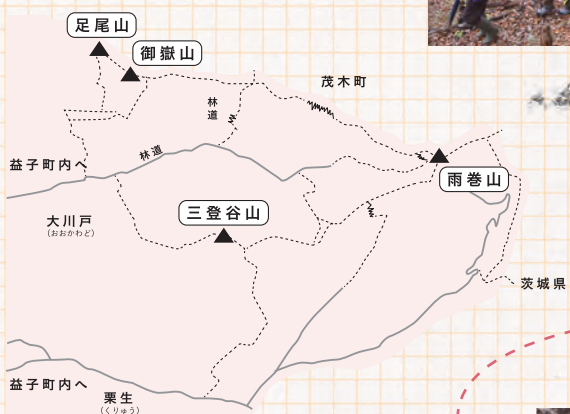 足尾山
御嶽山
茂木町
林道
林道
益子町内へ
雨巻山
大川戸
(おおかわど)
三登谷山
茨城県
益子町内へ
栗生
(くりゅう)